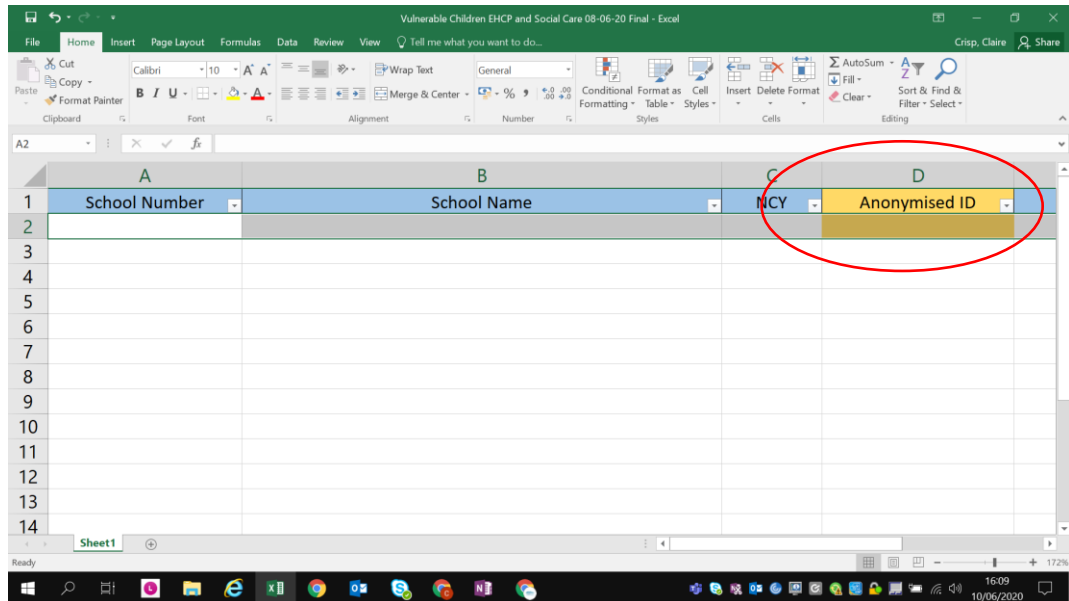 Vulnerable Children EHCP and Social Care 08-06-20 Final - Excel
File Home Insert Page Layout Formulas Data Review View Tell me what you want to do... Crisp, Claire Share
Paste
Cut
Copy
Format Painter
Clipboard
Calibri 10 A A
B I U A
Font
Wrap Text
Merge & Center
Alignment
General
% , .0 .00 .00 .0
Number
Conditional Formatting
Format as Table
Cell Styles
Styles
Insert Delete Format
Cells
Σ AutoSum
Fill
Clear
Sort & Filter
Find & Select
Editing
A2 fx
A B C D
1 School Number School Name NCY Anonymised ID
2
3
4
5
6
7
8
9
10
11
12
13
14
Sheet1
Ready 172%
16:09
10/06/2020